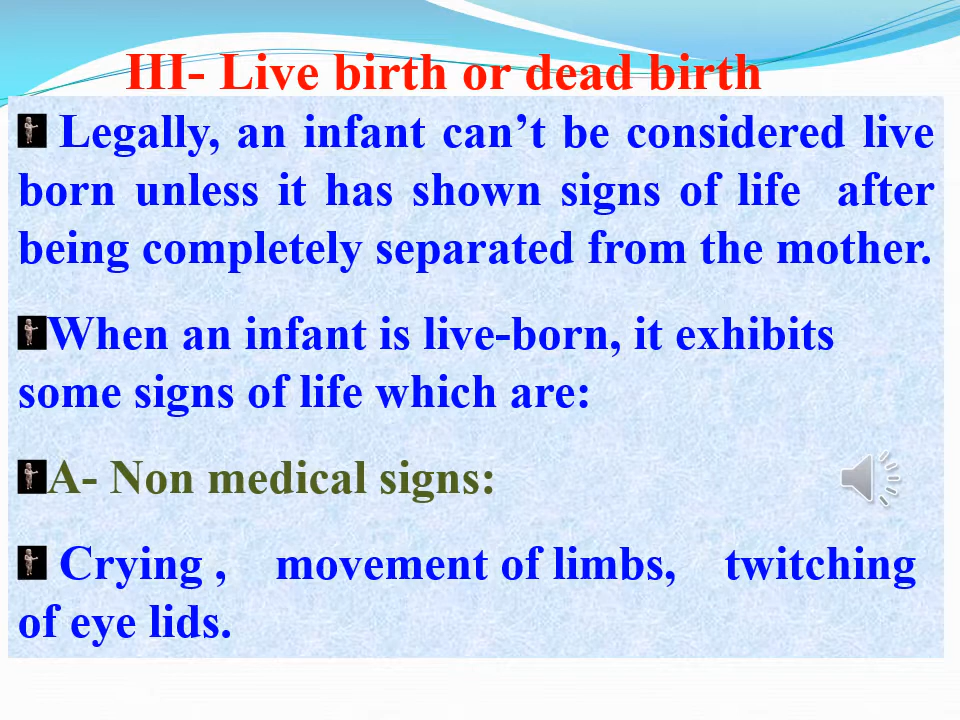 III- Live birth or dead birth
Legally, an infant can’t be considered live
born unless it has shown signs of life after
being completely separated from the mother.
When an infant is live-born, it exhibits
some signs of life which are:
A- Non medical signs:
Crying , movement of limbs, twitching
of eye lids.